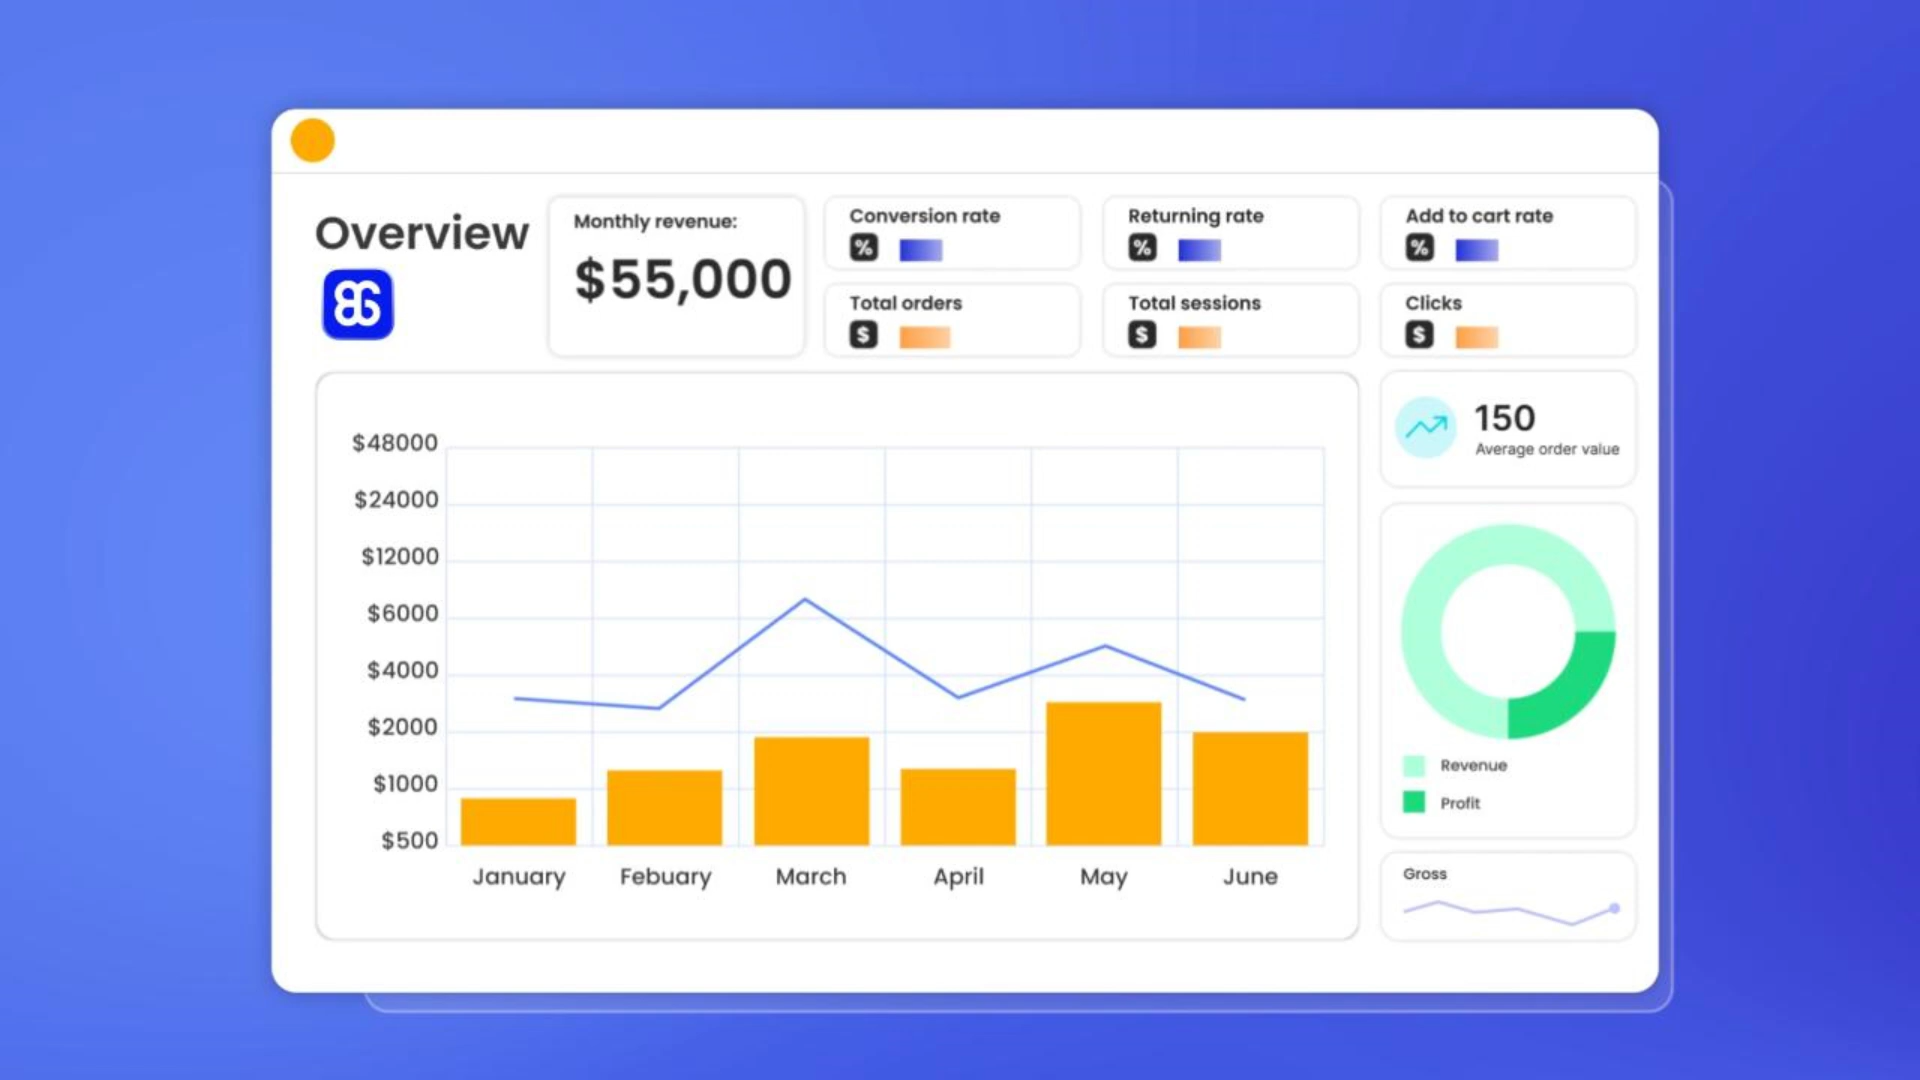 Overview
Monthly revenue:
$55,000
Conversion rate
%
Returning rate
%
Add to cart rate
%
Total orders
$
Total sessions
$
Clicks
$
150
Average order value
$48000
$24000
$12000
$6000
$4000
$2000
$1000
$500
January Febuary March April May June
Revenue
Profit
Gross